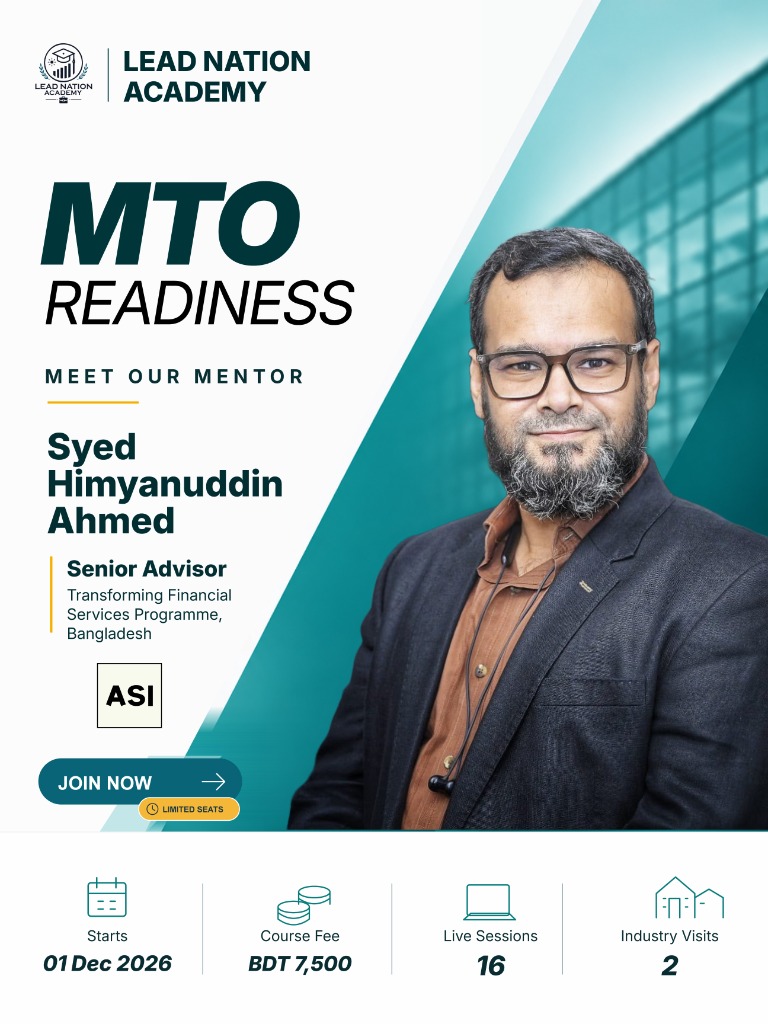 LEAD NATION
ACADEMY
LEAD NATION
ACADEMY
MTO
READINESS
MEET OUR MENTOR
Syed
Himyanuddin
Ahmed
Senior Advisor
Transforming Financial
Services Programme,
Bangladesh
ASI
JOIN NOW
LIMITED SEATS
Starts
01 Dec 2026
Course Fee
BDT 7,500
Live Sessions
16
Industry Visits
2